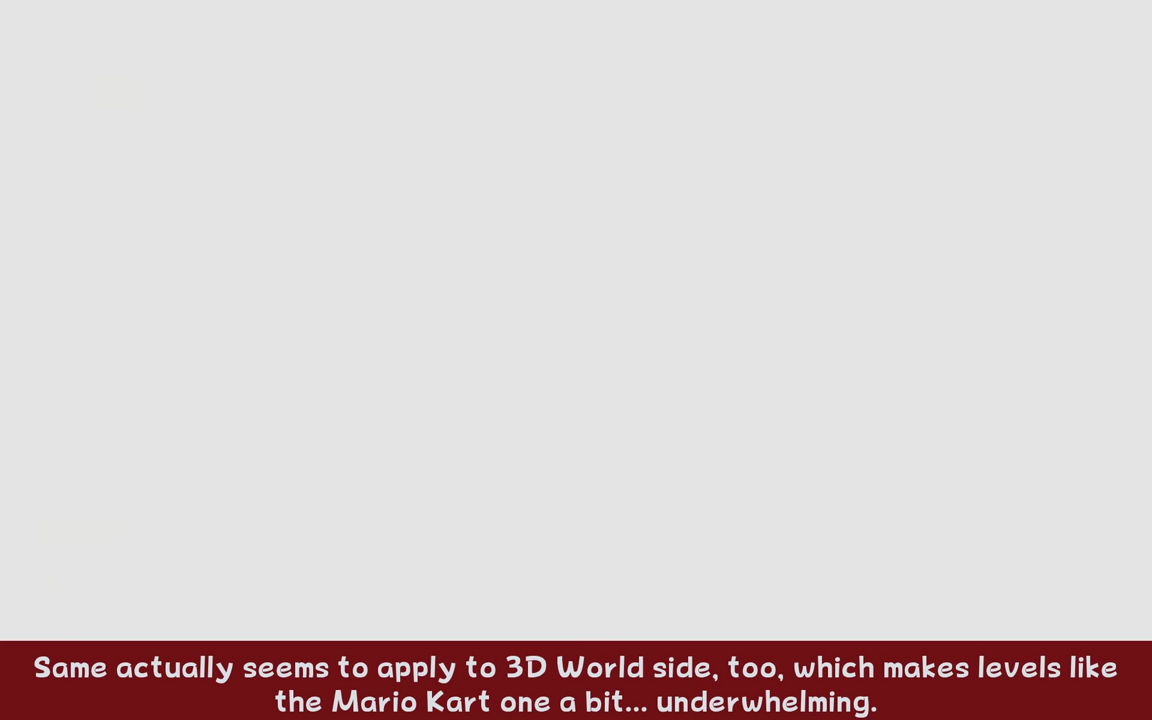 Same actually seems to apply to 3D World side, too, which makes levels like
the Mario Kart one a bit... underwhelming.